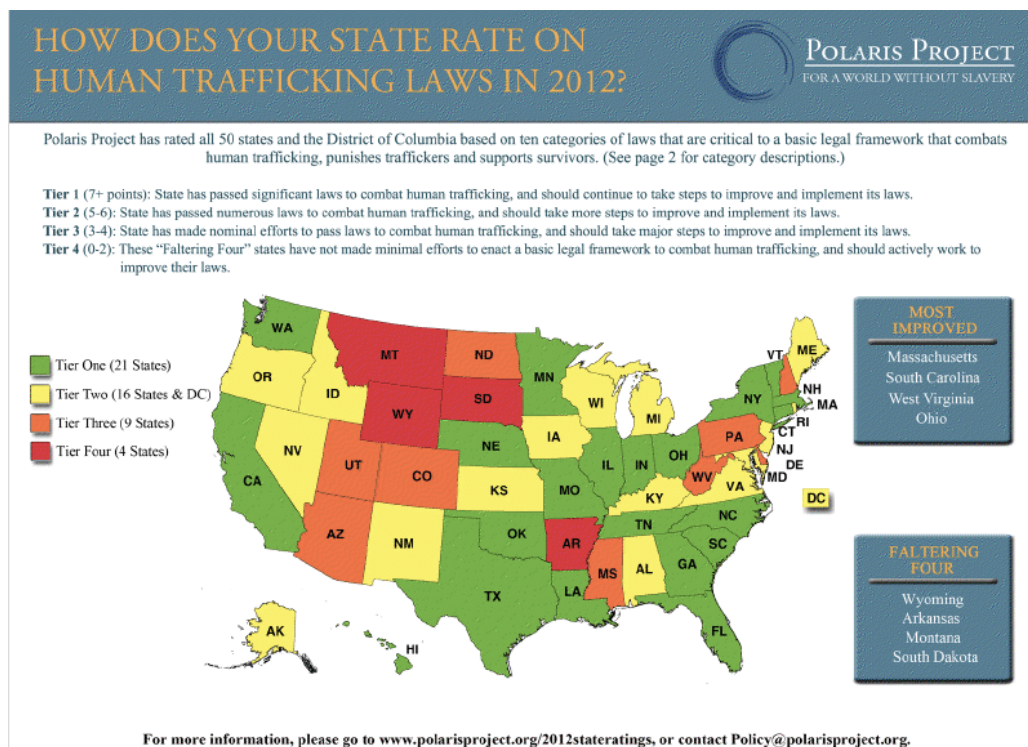 HOW DOES YOUR STATE RATE ON
HUMAN TRAFFICKING LAWS IN 2012?
POLARIS PROJECT
FOR A WORLD WITHOUT SLAVERY
Polaris Project has rated all 50 states and the District of Columbia based on ten categories of laws that are critical to a basic legal framework that combats
human trafficking, punishes traffickers and supports survivors. (See page 2 for category descriptions.)
Tier 1 (7+ points): State has passed significant laws to combat human trafficking, and should continue to take steps to improve and implement its laws.
Tier 2 (5-6): State has passed numerous laws to combat human trafficking, and should take more steps to improve and implement its laws.
Tier 3 (3-4): State has made nominal efforts to pass laws to combat human trafficking, and should take major steps to improve and implement its laws.
Tier 4 (0-2): These “Faltering Four” states have not made minimal efforts to enact a basic legal framework to combat human trafficking, and should actively work to
improve their laws.
Tier One (21 States)
Tier Two (16 States & DC)
Tier Three (9 States)
Tier Four (4 States)
WA
MT
ND
MN
VT
ME
OR
ID
WY
SD
WI
MI
NY
NH
MA
RI
CT
NJ
DE
MD
DC
NV
UT
CO
NE
IA
IL
IN
OH
PA
WV
VA
CA
AZ
NM
KS
MO
KY
TN
NC
SC
OK
AR
MS
AL
GA
TX
LA
FL
AK
HI
MOST
IMPROVED
Massachusetts
South Carolina
West Virginia
Ohio
FALTERING
FOUR
Wyoming
Arkansas
Montana
South Dakota
For more information, please go to www.polarisproject.org/2012stateratings, or contact Policy@polarisproject.org.